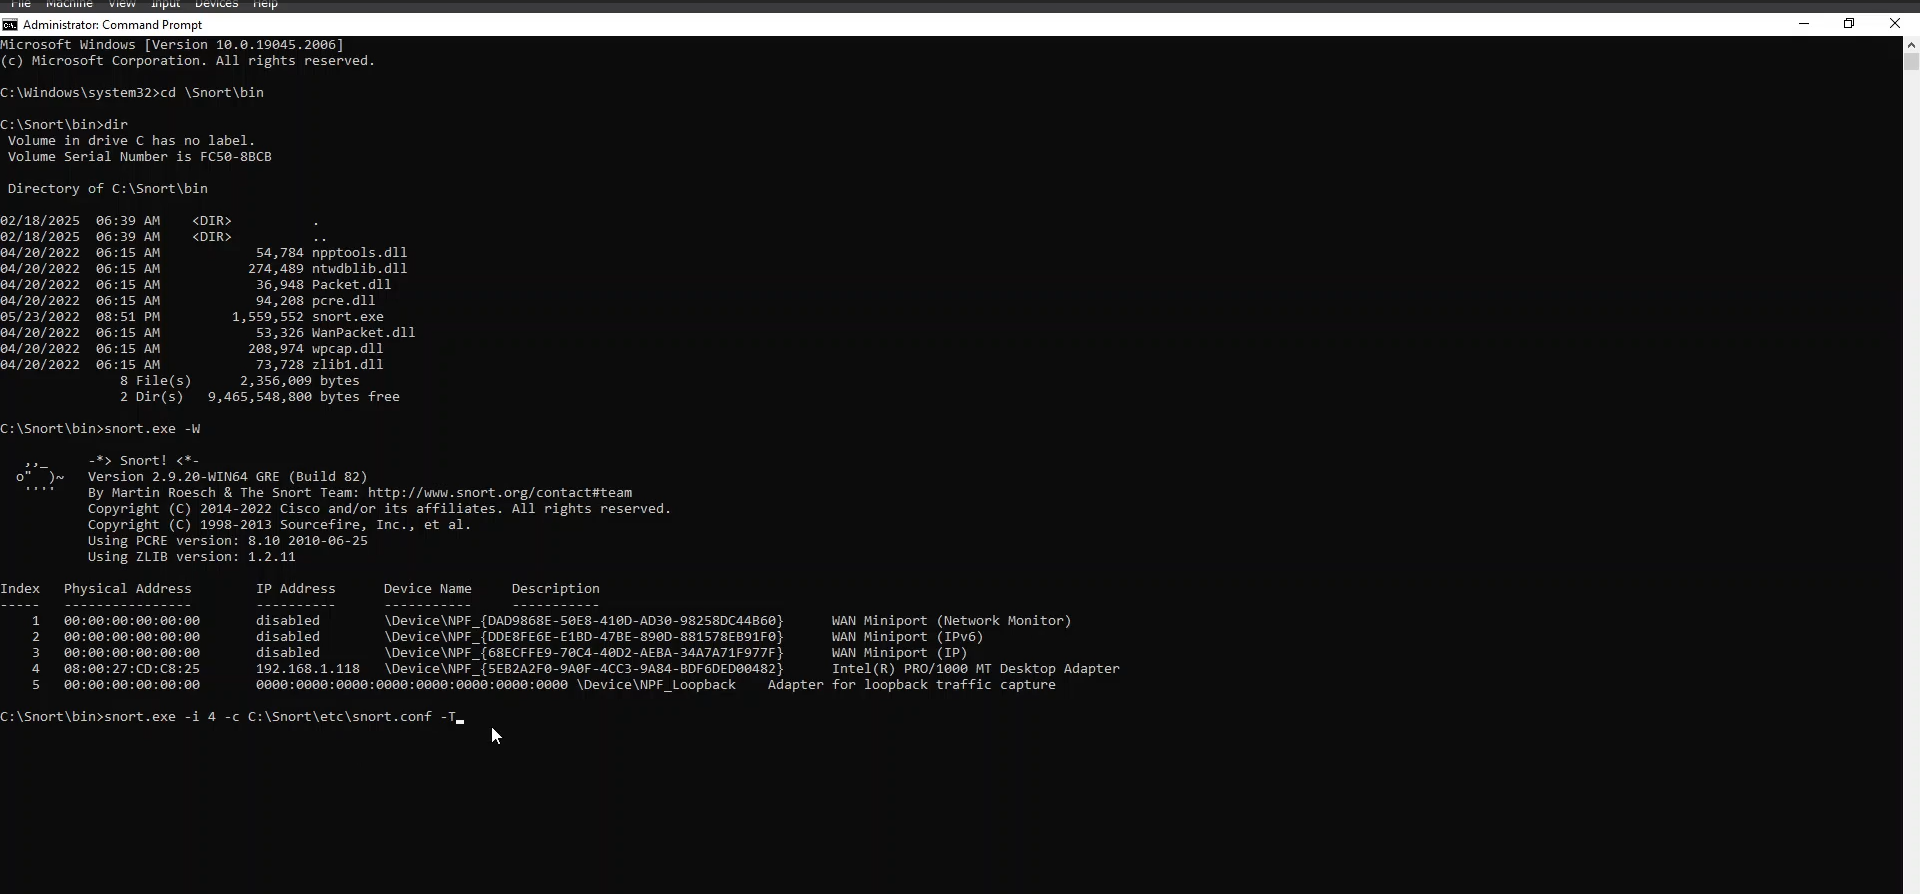 File Machine View Input Devices Help
Administrator: Command Prompt
Microsoft Windows [Version 10.0.19045.2006]
(c) Microsoft Corporation. All rights reserved.
C:\Windows\system32>cd \Snort\bin
C:\Snort\bin>dir
Volume in drive C has no label.
Volume Serial Number is FC50-8BCB
Directory of C:\Snort\bin
02/18/2025  06:39 AM    <DIR>          .
02/18/2025  06:39 AM    <DIR>          ..
04/20/2022  06:15 AM            54,784 npptools.dll
04/20/2022  06:15 AM           274,489 ntwdblib.dll
04/20/2022  06:15 AM            36,948 Packet.dll
04/20/2022  06:15 AM            94,208 pcre.dll
05/23/2022  08:51 PM         1,559,552 snort.exe
04/20/2022  06:15 AM            53,326 WanPacket.dll
04/20/2022  06:15 AM           208,974 wpcap.dll
04/20/2022  06:15 AM            73,728 zlib1.dll
8 File(s)      2,356,009 bytes
2 Dir(s)   9,465,548,800 bytes free
C:\Snort\bin>snort.exe -W
,,_     -*> Snort! <*-
o"  )~   Version 2.9.20-WIN64 GRE (Build 82)
''''    By Martin Roesch & The Snort Team: http://www.snort.org/contact#team
Copyright (C) 2014-2022 Cisco and/or its affiliates. All rights reserved.
Copyright (C) 1998-2013 Sourcefire, Inc., et al.
Using PCRE version: 8.10 2010-06-25
Using ZLIB version: 1.2.11
Index   Physical Address        IP Address      Device Name     Description
-----   ----------------        ----------      -----------     -----------
1   00:00:00:00:00:00       disabled        \Device\NPF_{DAD9868E-50E8-410D-AD30-98258DC44B60}      WAN Miniport (Network Monitor)
2   00:00:00:00:00:00       disabled        \Device\NPF_{DDE8FE6E-E1BD-47BE-890D-881578EB91F0}      WAN Miniport (IPv6)
3   00:00:00:00:00:00       disabled        \Device\NPF_{68ECFFE9-70C4-40D2-AEBA-34A7A71F977F}      WAN Miniport (IP)
4   08:00:27:CD:C8:25       192.168.1.118   \Device\NPF_{5EB2A2F0-9A0F-4CC3-9A84-BDF6DED00482}      Intel(R) PRO/1000 MT Desktop Adapter
5   00:00:00:00:00:00       0000:0000:0000:0000:0000:0000:0000:0000 \Device\NPF_Loopback    Adapter for loopback traffic capture
C:\Snort\bin>snort.exe -i 4 -c C:\Snort\etc\snort.conf -T